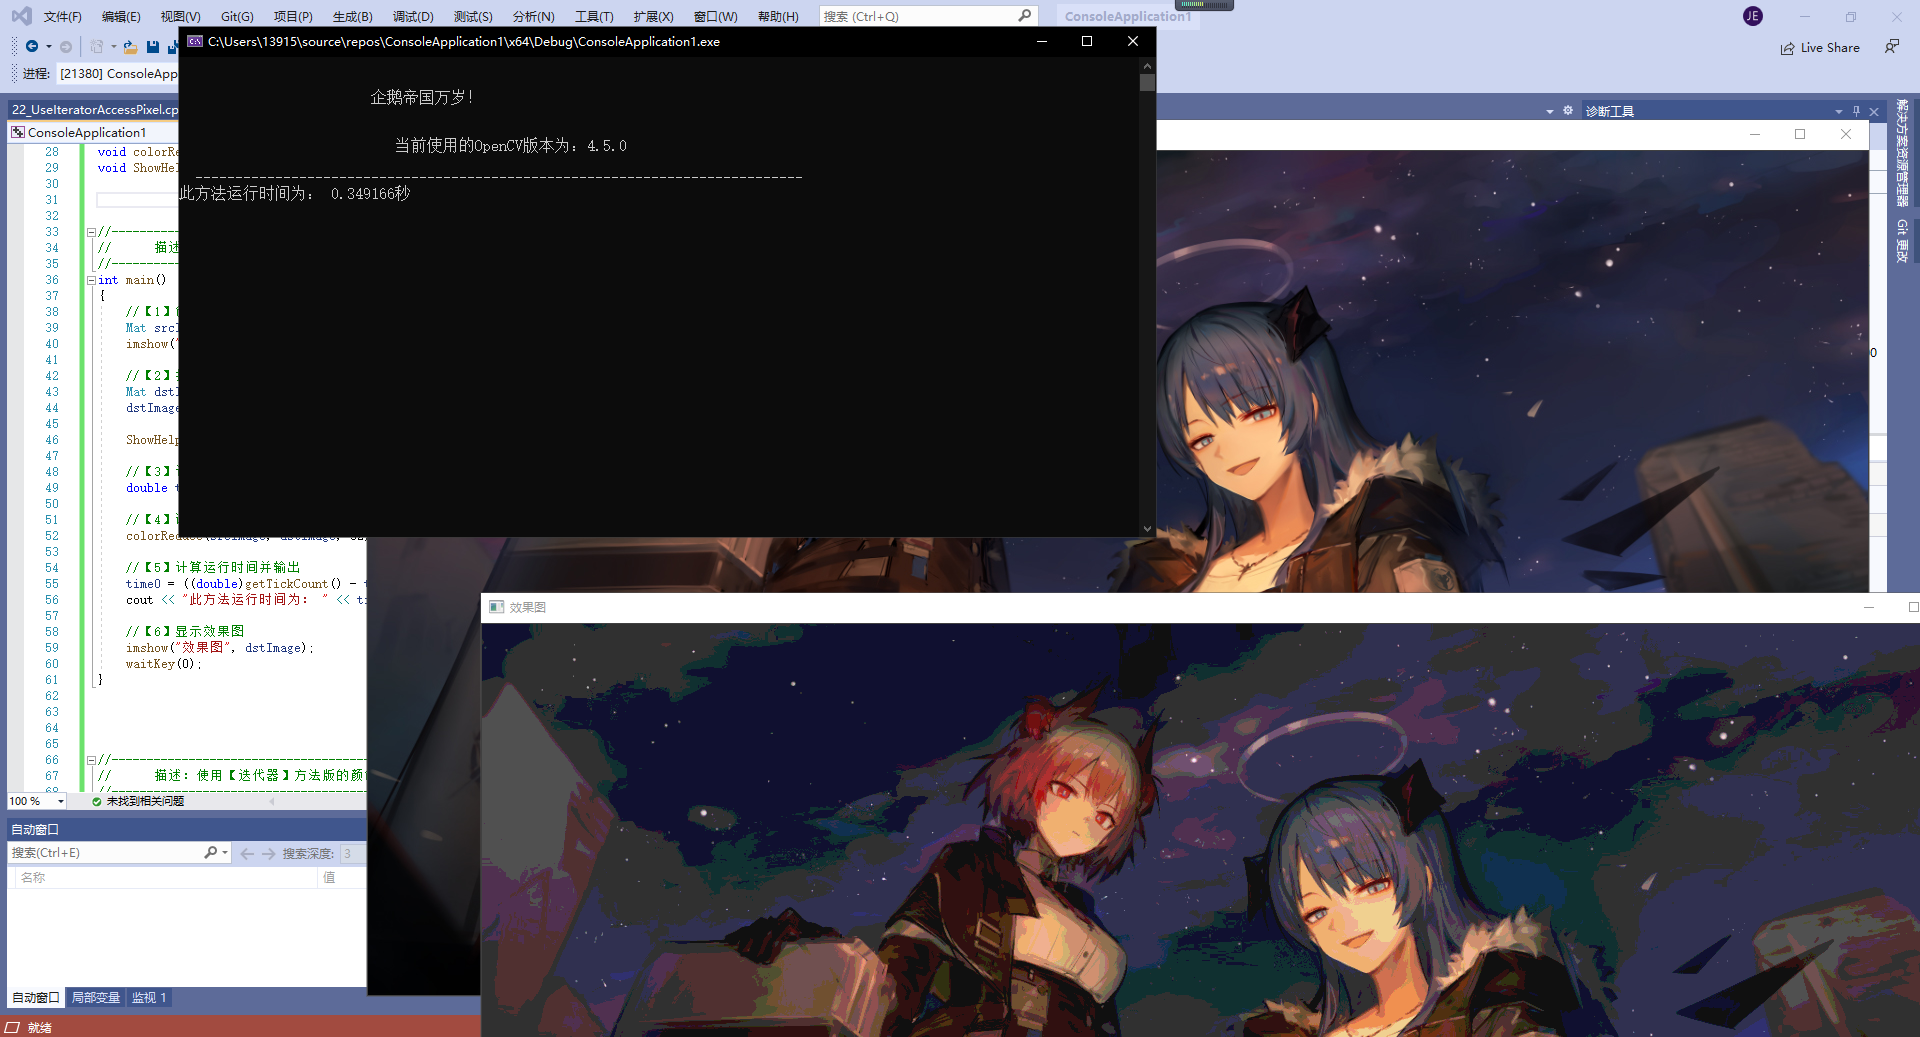 文件(F) 编辑(E) 视图(V) Git(G) 项目(P) 生成(B) 调试(D) 测试(S) 分析(N) 工具(T) 扩展(X) 窗口(W) 帮助(H) 搜索 (Ctrl+Q) ConsoleApplication1 JE
Live Share
进程: [21380] ConsoleApp
C:\Users\13915\source\repos\ConsoleApplication1\x64\Debug\ConsoleApplication1.exe
企鹅帝国万岁!
当前使用的OpenCV版本为: 4.5.0
----------------------------------------------------------------------------
此方法运行时间为: 0.349166秒
22_UseIteratorAccessPixel.cp
诊断工具
解决方案资源管理器
Git 更改
ConsoleApplication1
28 void colorRe
29 void ShowHel
30
31
32
33 //----------
34 // 描述
35 //----------
36 int main()
37 {
38 //【1】
39 Mat srcI
40 imshow("
41
42 //【2】
43 Mat dstI
44 dstImage
45
46 ShowHelp
47
48 //【3】
49 double t
50
51 //【4】
52 colorReduce(srcImage, dstImage, 32)
53
54 //【5】计算运行时间并输出
55 time0 = ((double)getTickCount() - t
56 cout << "此方法运行时间为: " << ti
57
58 //【6】显示效果图
59 imshow("效果图", dstImage);
60 waitKey(0);
61 }
62
63
64
65
66 //-------------------------------------
67 // 描述: 使用【迭代器】方法版的颜
68 //-------------------------------------
100 % 未找到相关问题
自动窗口
搜索(Ctrl+E) 搜索深度: 3
名称 值
自动窗口 局部变量 监视 1
就绪
效果图
0